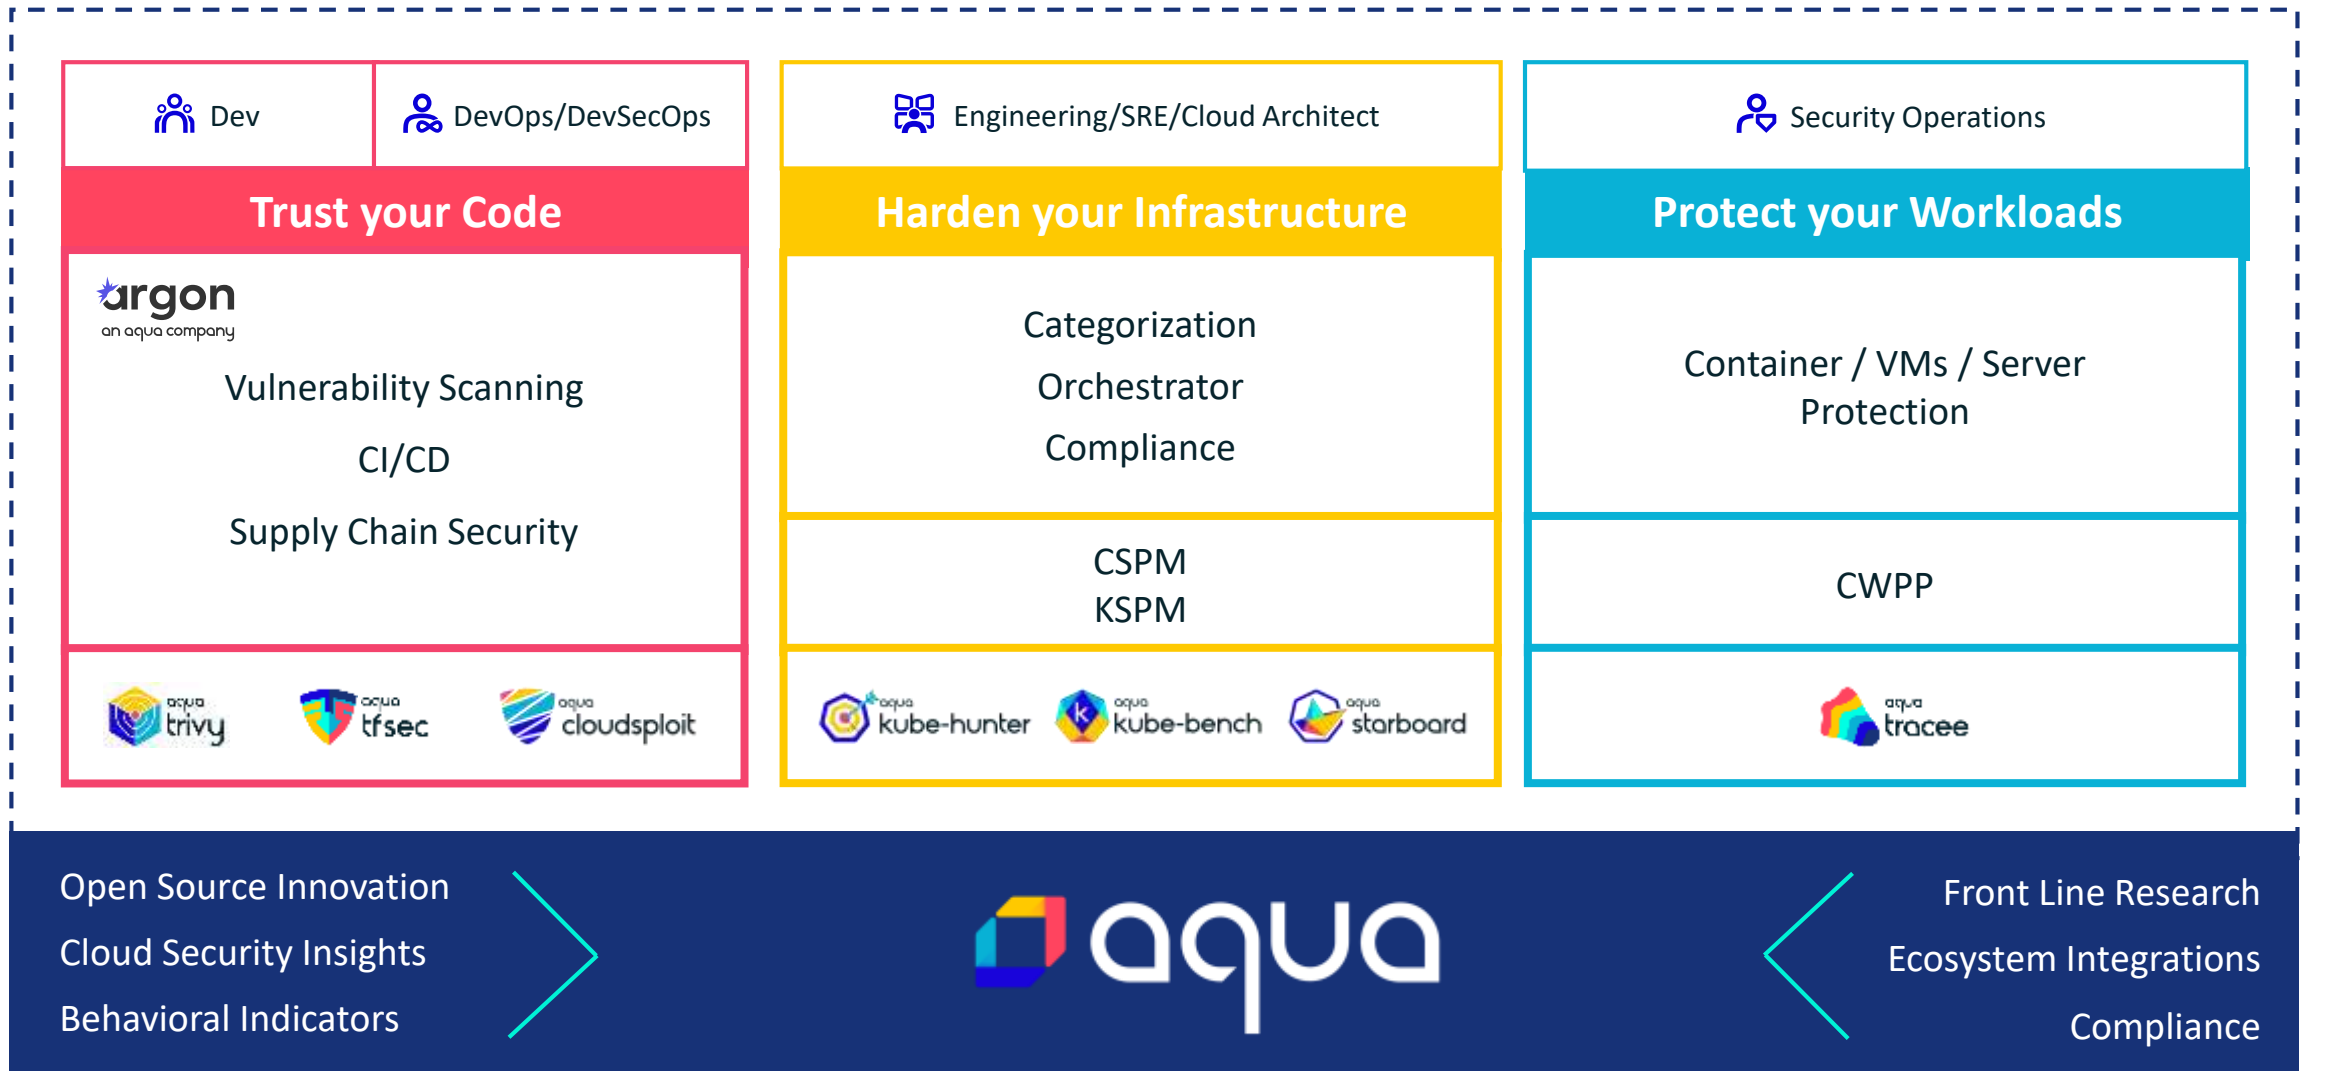 Dev
DevOps/DevSecOps
Engineering/SRE/Cloud Architect
Security Operations
Trust your Code
Harden your Infrastructure
Protect your Workloads
argon
an aqua company
Vulnerability Scanning
CI/CD
Supply Chain Security
Categorization
Orchestrator
Compliance
CSPM
KSPM
Container / VMs / Server
Protection
CWPP
aqua
trivy
aqua
tfsec
aqua
cloudsploit
aqua
kube-hunter
aqua
kube-bench
aqua
starboard
aqua
tracee
Open Source Innovation
Cloud Security Insights
Behavioral Indicators
aqua
Front Line Research
Ecosystem Integrations
Compliance